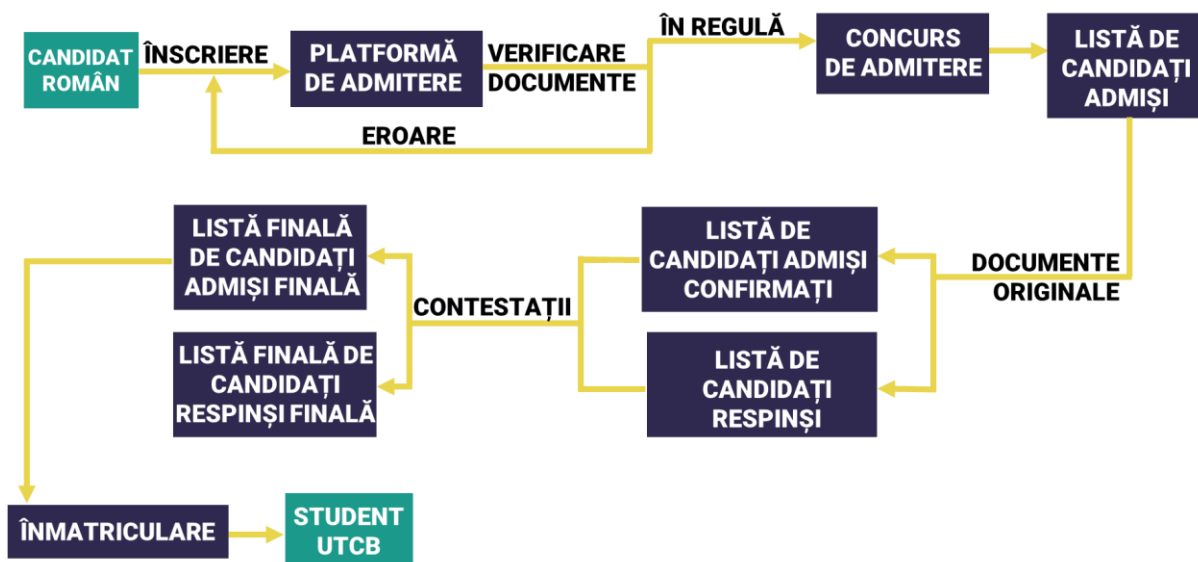 CANDIDAT
ROMÂN
ÎNSCRIERE
PLATFORMĂ
DE ADMITERE
VERIFICARE
DOCUMENTE
ÎN REGULĂ
CONCURS
DE ADMITERE
LISTĂ DE
CANDIDAȚI
ADMIȘI
EROARE
LISTĂ FINALĂ
DE CANDIDAȚI
ADMIȘI FINALĂ
CONTESTAȚII
LISTĂ DE
CANDIDAȚI ADMIȘI
CONFIRMAȚI
DOCUMENTE
ORIGINALE
LISTĂ FINALĂ DE
CANDIDAȚI
RESPINȘI FINALĂ
LISTĂ DE
CANDIDAȚI
RESPINȘI
ÎNMATRICULARE
STUDENT
UTCB